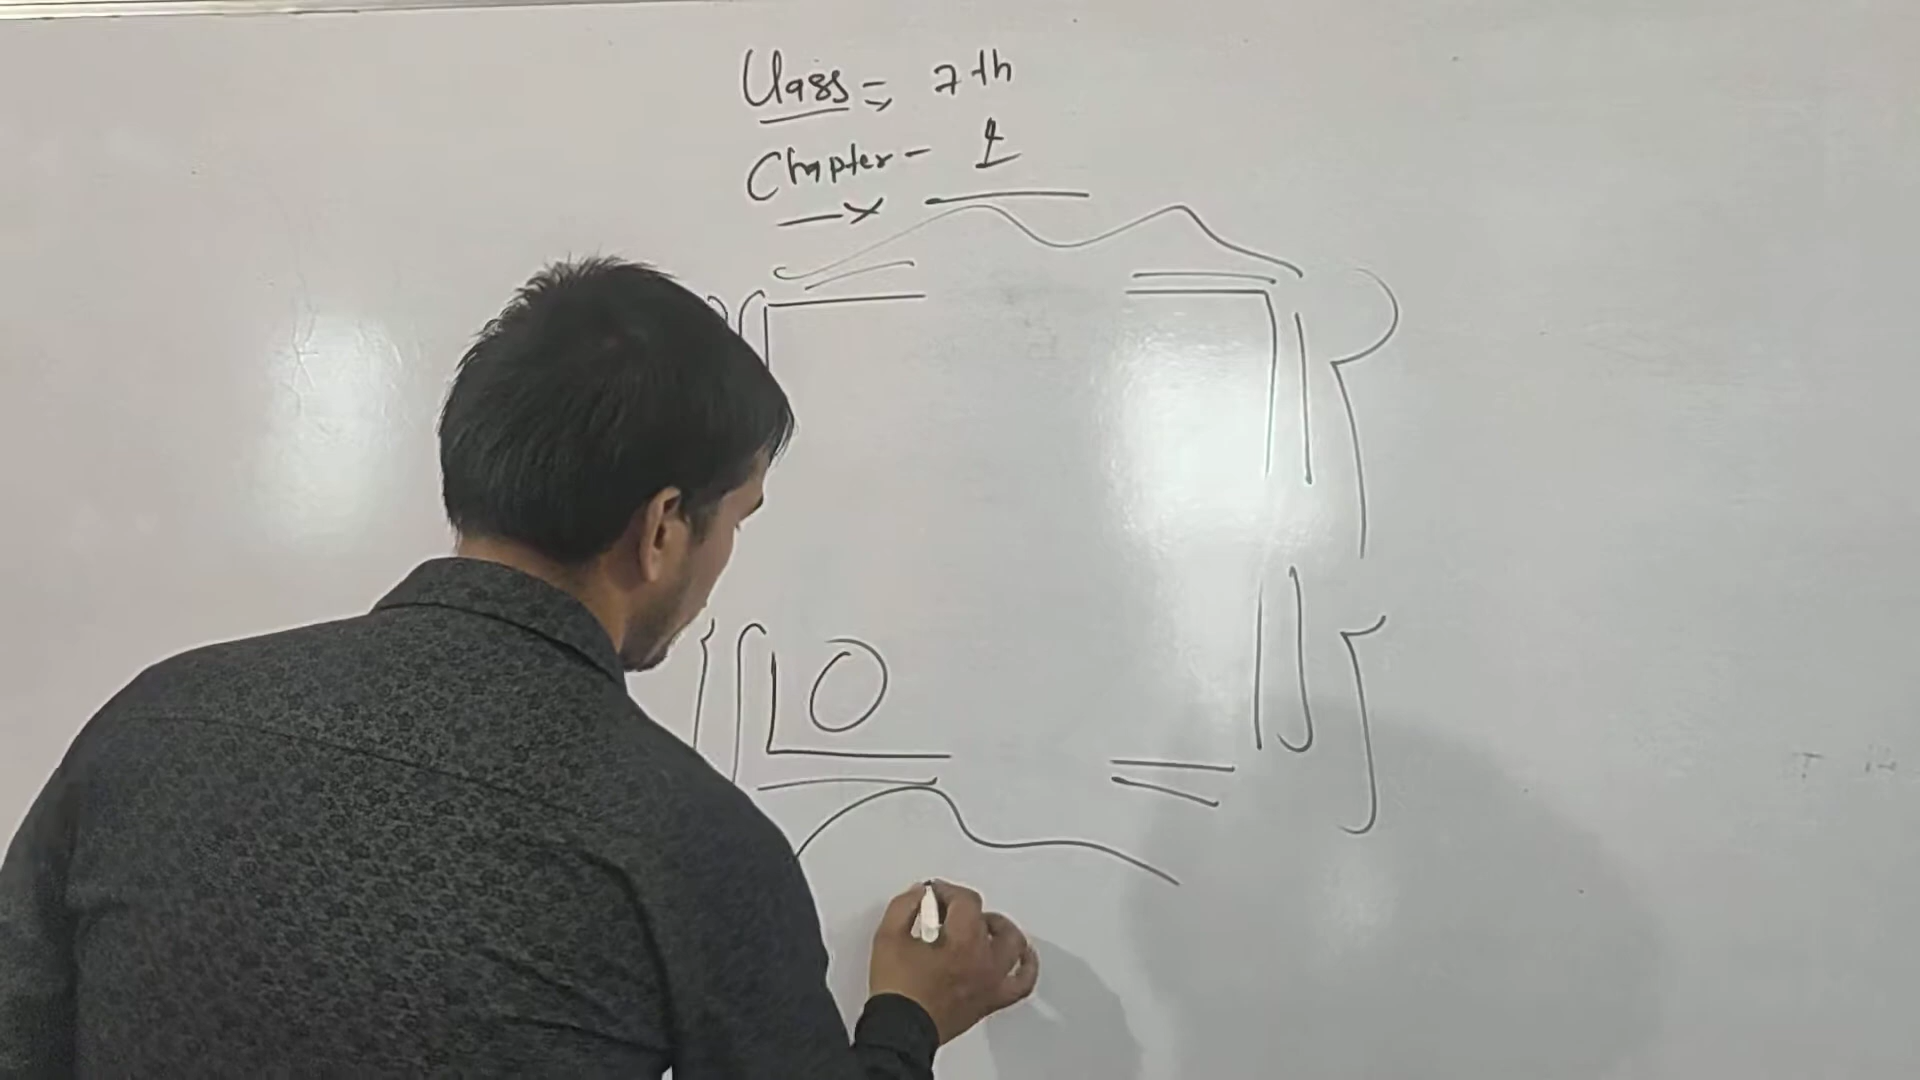 Class = 7th
Chapter - 1